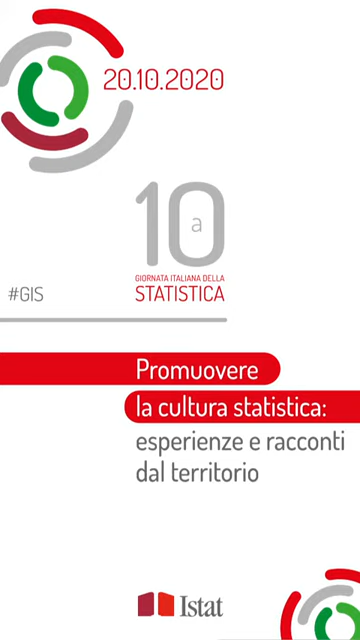 20.10.2020
10
a
GIORNATA ITALIANA DELLA
STATISTICA
#GIS
Promuovere
la cultura statistica:
esperienze e racconti
dal territorio
Istat